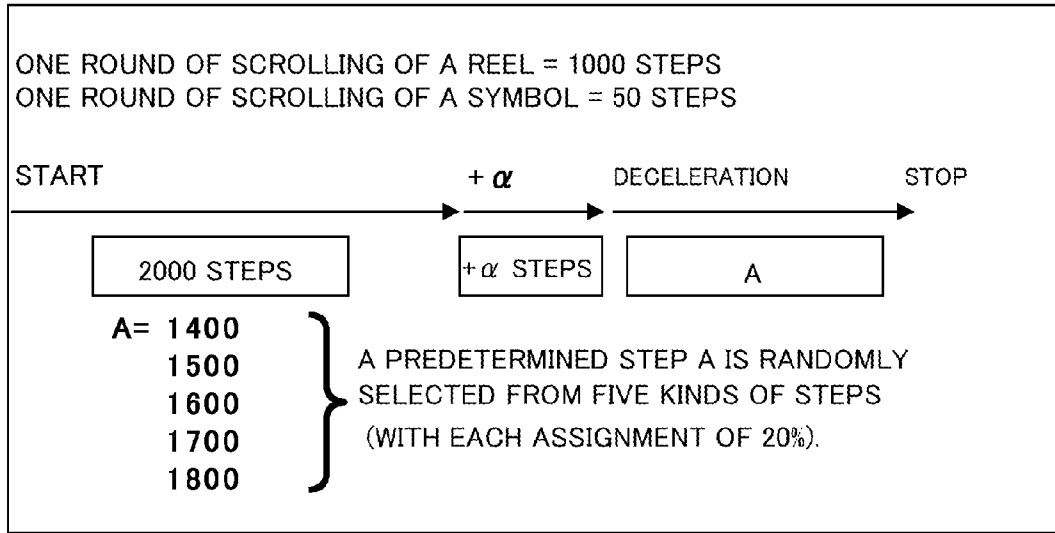 ONE ROUND OF SCROLLING OF A REEL = 1000 STEPS
ONE ROUND OF SCROLLING OF A SYMBOL = 50 STEPS
START
+ α
DECELERATION
STOP
2000 STEPS
+α STEPS
A
A= 1400
1500
1600
1700
1800
A PREDETERMINED STEP A IS RANDOMLY
SELECTED FROM FIVE KINDS OF STEPS
(WITH EACH ASSIGNMENT OF 20%).